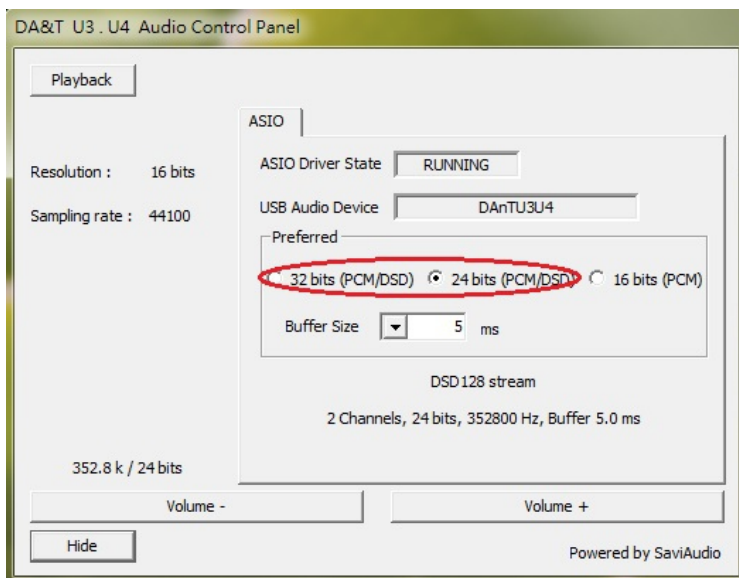 DA&T U3 . U4 Audio Control Panel
Playback
ASIO
Resolution : 16 bits
ASIO Driver State RUNNING
Sampling rate : 44100
USB Audio Device DAnTU3U4
Preferred
32 bits (PCM/DSD) 24 bits (PCM/DSD) 16 bits (PCM)
Buffer Size 5 ms
DSD128 stream
2 Channels, 24 bits, 352800 Hz, Buffer 5.0 ms
352.8 k / 24 bits
Volume - Volume +
Hide
Powered by SaviAudio